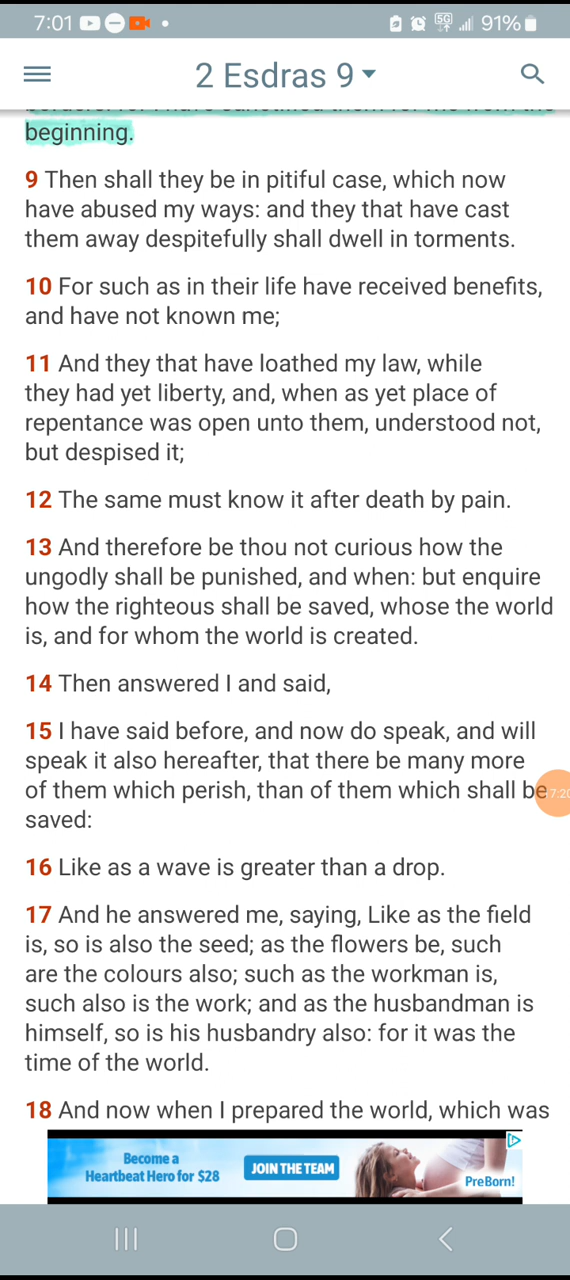 7:01
5G
91%
2 Esdras 9
beginning.
9 Then shall they be in pitiful case, which now
have abused my ways: and they that have cast
them away despitefully shall dwell in torments.
10 For such as in their life have received benefits,
and have not known me;
11 And they that have loathed my law, while
they had yet liberty, and, when as yet place of
repentance was open unto them, understood not,
but despised it;
12 The same must know it after death by pain.
13 And therefore be thou not curious how the
ungodly shall be punished, and when: but enquire
how the righteous shall be saved, whose the world
is, and for whom the world is created.
14 Then answered I and said,
15 I have said before, and now do speak, and will
speak it also hereafter, that there be many more
of them which perish, than of them which shall be
7:20
saved:
16 Like as a wave is greater than a drop.
17 And he answered me, saying, Like as the field
is, so is also the seed; as the flowers be, such
are the colours also; such as the workman is,
such also is the work; and as the husbandman is
himself, so is his husbandry also: for it was the
time of the world.
18 And now when I prepared the world, which was
Become a
Heartbeat Hero for $28
JOIN THE TEAM
PreBorn!